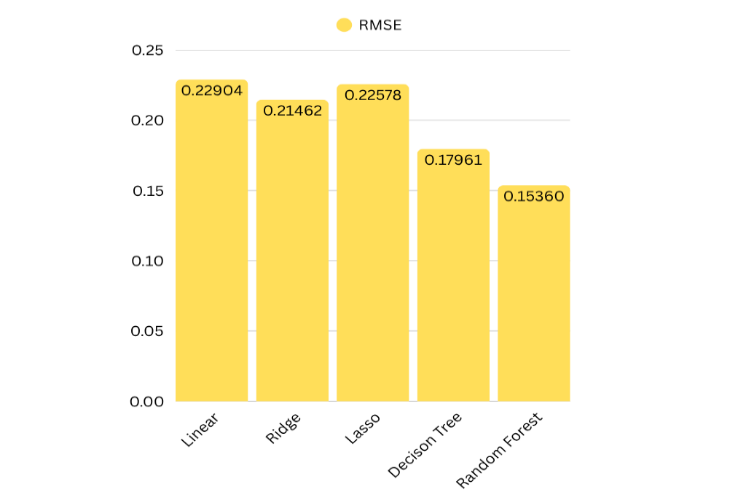 RMSE
0.25
0.20
0.15
0.10
0.05
0.00
0.22904
0.21462
0.22578
0.17961
0.15360
Linear
Ridge
Lasso
Decison Tree
Random Forest